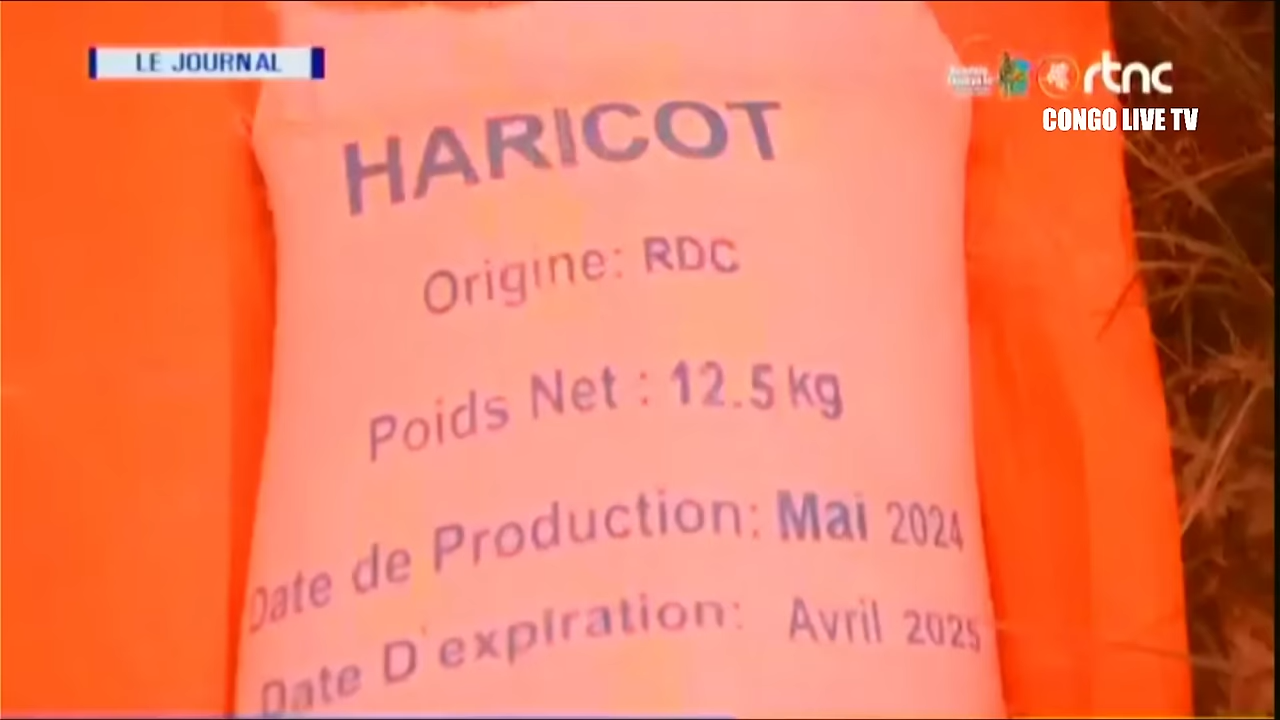 LE JOURNAL
rtnc
CONGO LIVE TV
HARICOT
Origine: RDC
Poids Net : 12.5 kg
Date de Production: Mai 2024
Date D'expiration: Avril 2025